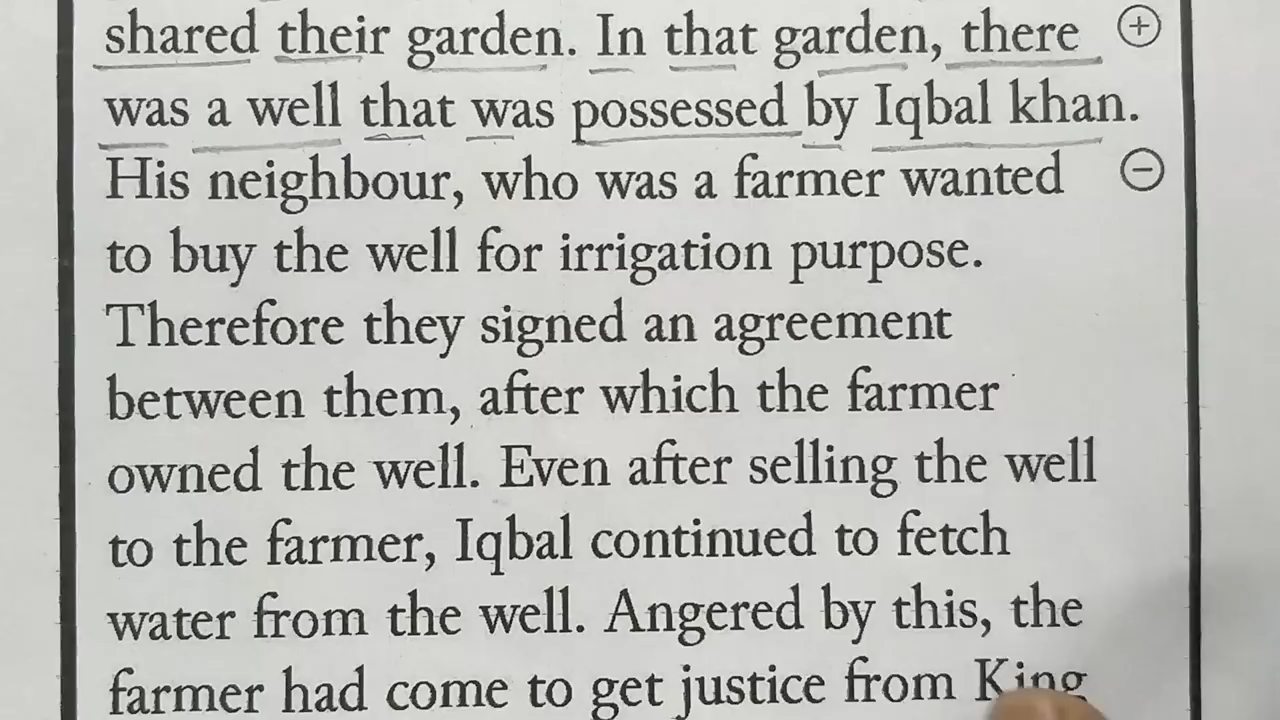 shared their garden. In that garden, there
was a well that was possessed by Iqbal khan.
His neighbour, who was a farmer wanted
to buy the well for irrigation purpose.
Therefore they signed an agreement
between them, after which the farmer
owned the well. Even after selling the well
to the farmer, Iqbal continued to fetch
water from the well. Angered by this, the
farmer had come to get justice from King